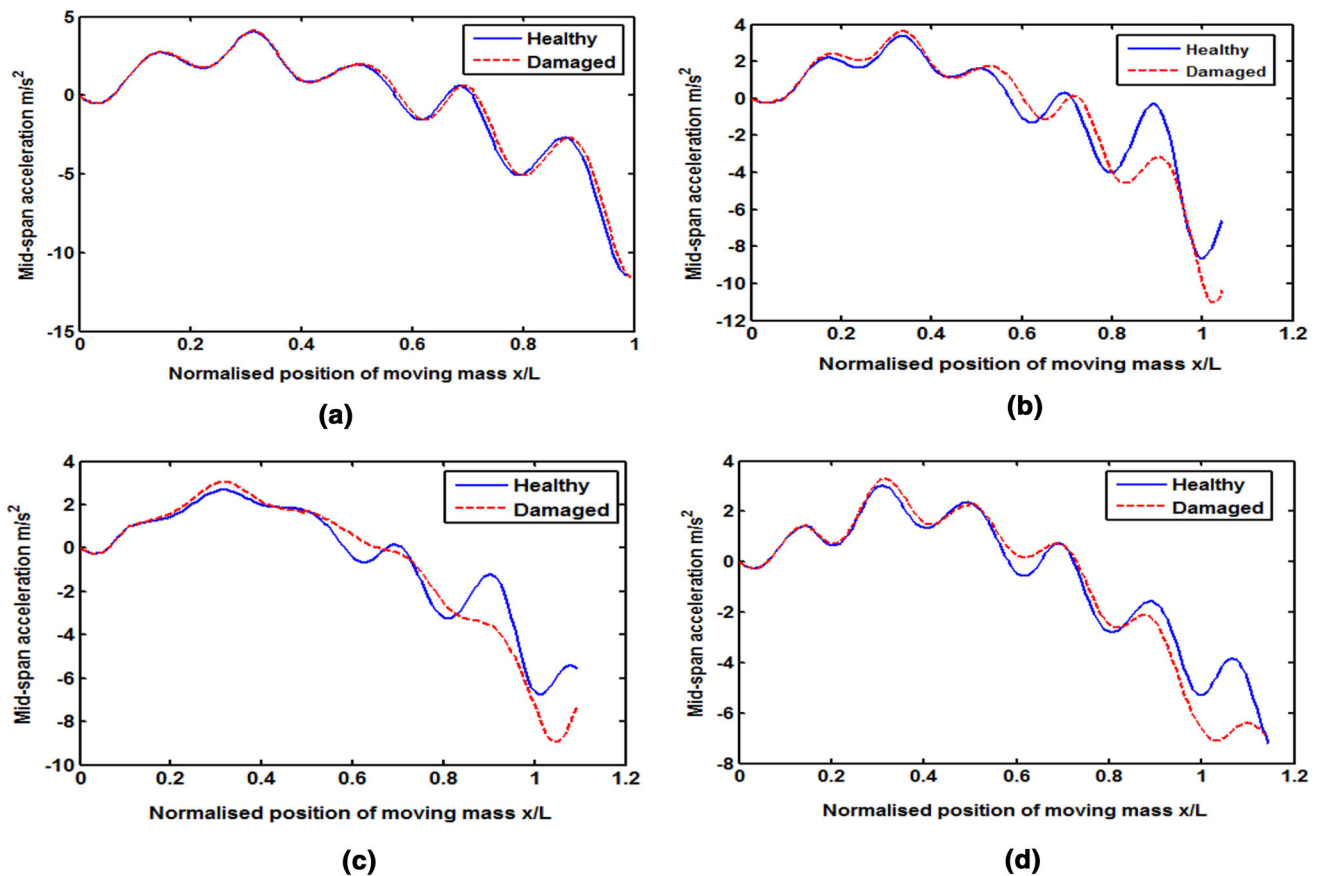 5
0
-5
-10
-15
Mid-span acceleration m/s²
Healthy
Damaged
0 0.2 0.4 0.6 0.8 1
Normalised position of moving mass x/L
(a)
4
2
0
-2
-4
-6
-8
-10
-12
Mid-span acceleration m/s²
Healthy
Damaged
0 0.2 0.4 0.6 0.8 1 1.2
Normalised position of moving mass x/L
(b)
4
2
0
-2
-4
-6
-8
-10
Mid-span acceleration m/s²
Healthy
Damaged
0 0.2 0.4 0.6 0.8 1 1.2
Normalised position of moving mass x/L
(c)
4
2
0
-2
-4
-6
-8
Mid-span acceleration m/s²
Healthy
Damaged
0 0.2 0.4 0.6 0.8 1 1.2
Normalised position of moving mass x/L
(d)